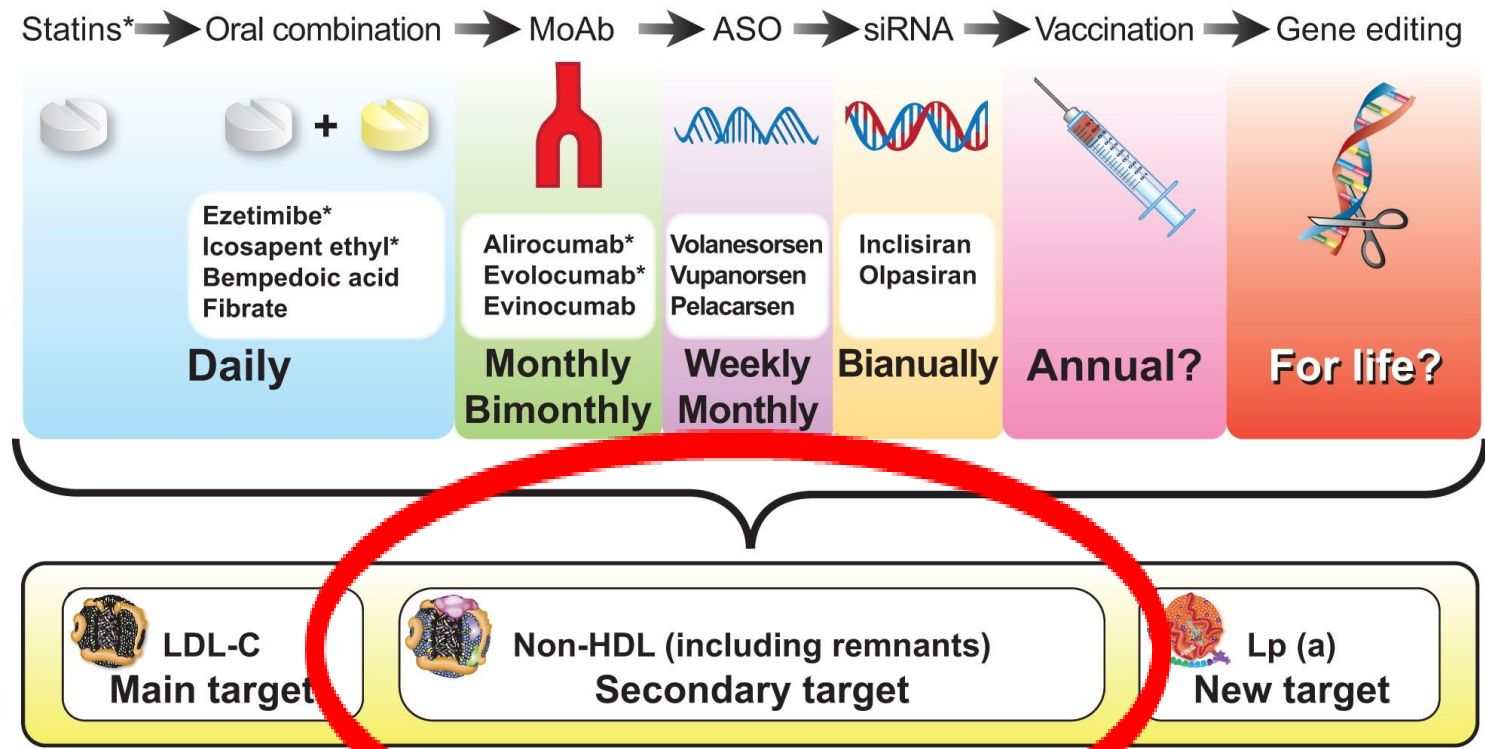 Statins* Oral combination MoAb ASO siRNA Vaccination Gene editing
+
Ezetimibe*
Icosapent ethyl*
Bempedoic acid
Fibrate
Daily
Alirocumab*
Evolocumab*
Evinocumab
Monthly
Bimonthly
Volanesorsen
Vupanorsen
Pelacarsen
Weekly
Monthly
Inclisiran
Olpasiran
Bianually
Annual?
For life?
LDL-C
Main target
Non-HDL (including remnants)
Secondary target
Lp (a)
New target